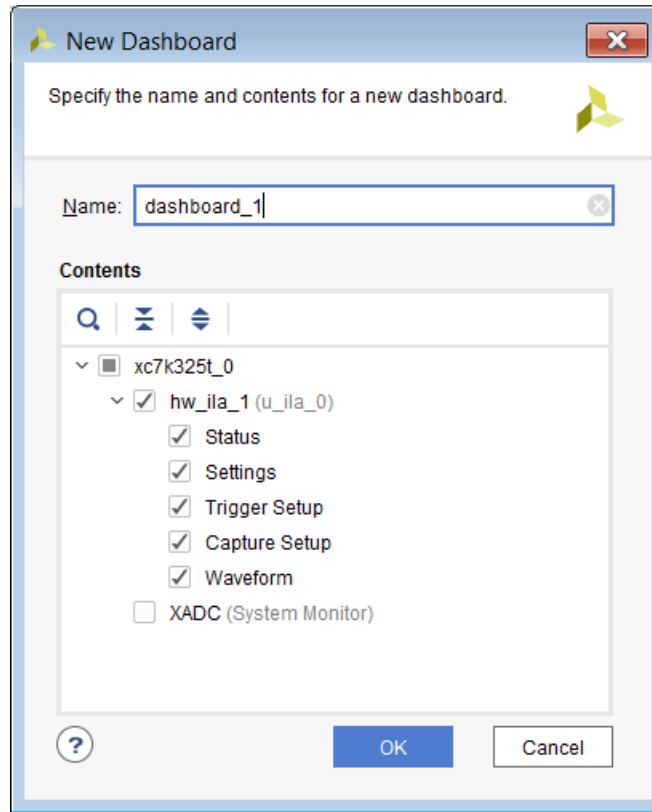 New Dashboard
Specify the name and contents for a new dashboard.
Name: dashboard_1
Contents
xc7k325t_0
hw_ila_1 (u_ila_0)
Status
Settings
Trigger Setup
Capture Setup
Waveform
XADC (System Monitor)
? OK Cancel